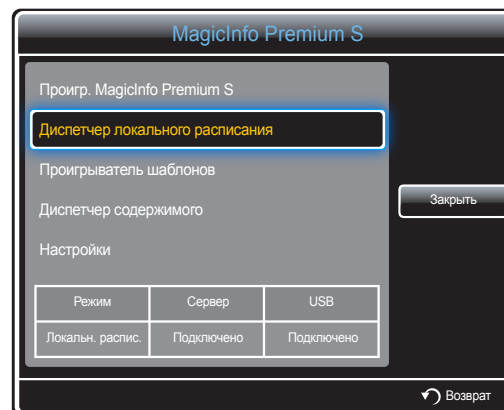 MagicInfo Premium S
Проигр. MagicInfo Premium S
Диспетчер локального расписания
Проигрыватель шаблонов
Диспетчер содержимого
Настройки
Закрыть
Режим Сервер USB
Локальн. распис. Подключено Подключено
Возврат